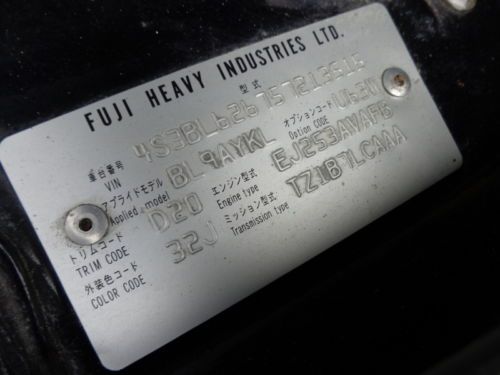 FUJI HEAVY INDUSTRIES LTD.
型式
車台番号 VIN 4S3BL626757213515
アプライドモデル Applied, model BL9AYKL オプションコード Option CODE U63U
トリムコード TRIM CODE D20 エンジン型式 Engine type EJ253AVAFB
外装色コード COLOR CODE 32J ミッション型式 Transmission type TZ1B7LCAAA